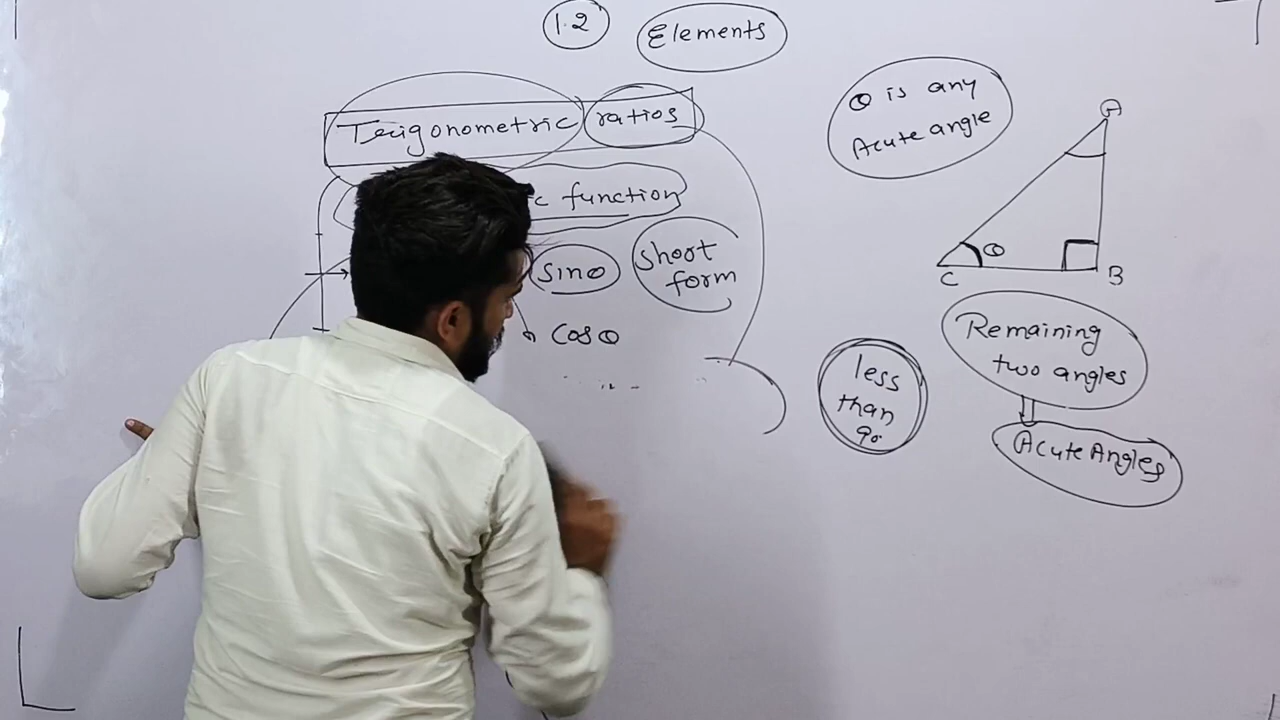 1.2
Elements
Terigonometric ratios
c function
sinθ
short
form
cosθ
θ is any
Acute angle
A
θ
C
B
Remaining
two angles
less
than
90
Acute Angles